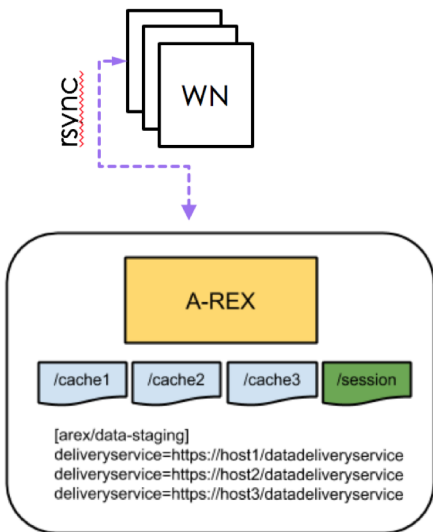 rsync
WN
A-REX
/cache1 /cache2 /cache3 /session
[arex/data-staging]
deliveryservice=https://host1/datadeliveryservice
deliveryservice=https://host2/datadeliveryservice
deliveryservice=https://host3/datadeliveryservice